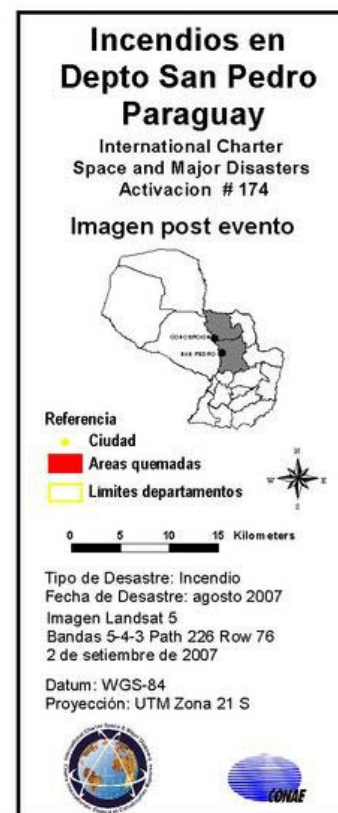 Incendios en
Depto San Pedro
Paraguay
International Charter
Space and Major Disasters
Activacion # 174
Imagen post evento
CONCEPCION
SAN PEDRO
Referencia
Ciudad
Areas quemadas
Límites departamentos
N
W E
S
0 5 10 15 Kilometers
Tipo de Desastre: Incendio
Fecha de Desastre: agosto 2007
Imagen Landsat 5
Bandas 5-4-3 Path 226 Row 76
2 de setiembre de 2007
Datum: WGS-84
Proyección: UTM Zona 21 S
CONAE